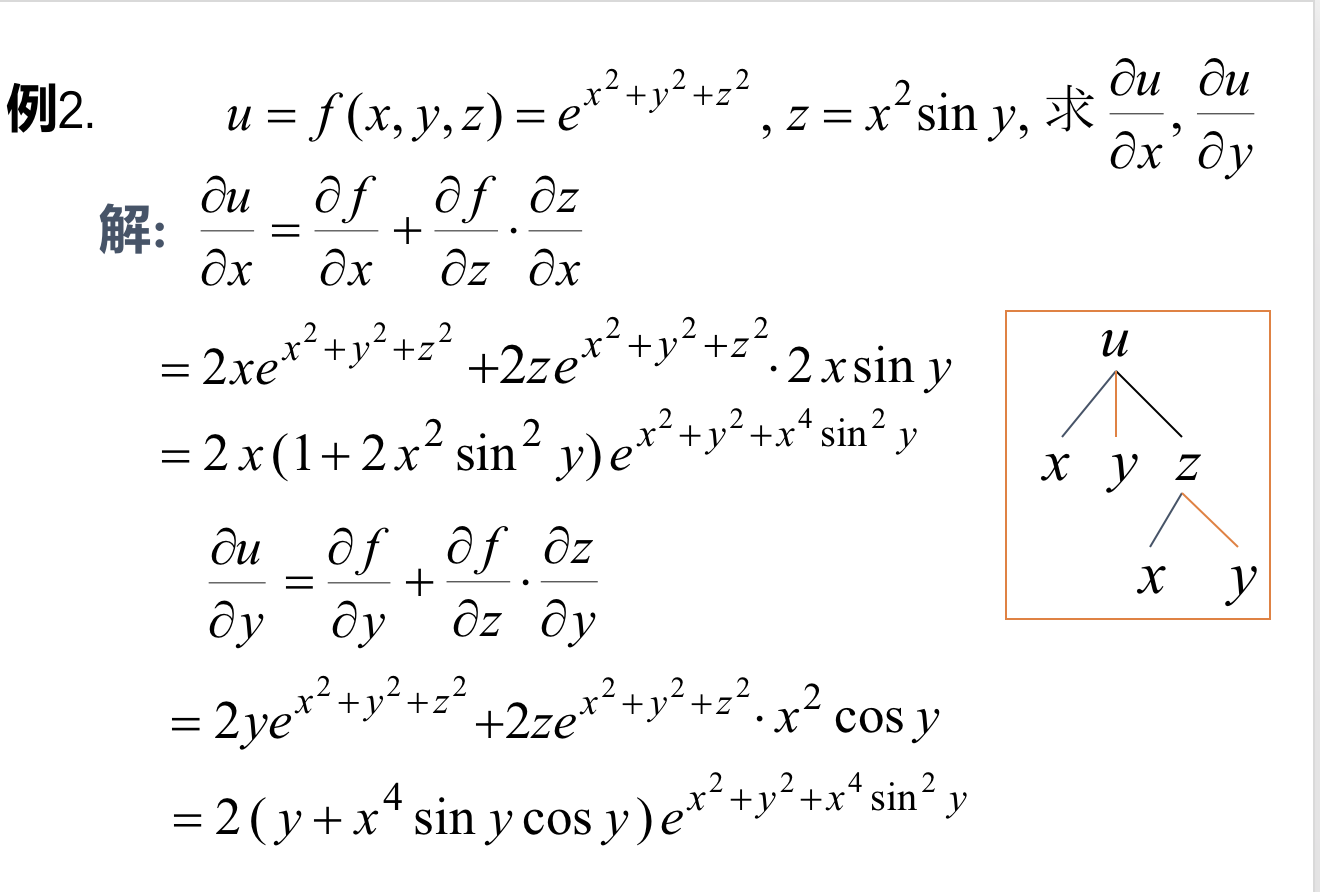 例2. u = f(x, y, z) = e^{x^2+y^2+z^2}, z = x^2 sin y, 求 ∂u/∂x, ∂u/∂y
解: ∂u/∂x = ∂f/∂x + ∂f/∂z · ∂z/∂x
= 2xe^{x^2+y^2+z^2} +2ze^{x^2+y^2+z^2} · 2x sin y
= 2x(1+2x^2 sin^2 y)e^{x^2+y^2+x^4 sin^2 y}
∂u/∂y = ∂f/∂y + ∂f/∂z · ∂z/∂y
= 2ye^{x^2+y^2+z^2} +2ze^{x^2+y^2+z^2} · x^2 cos y
= 2(y+x^4 sin y cos y)e^{x^2+y^2+x^4 sin^2 y}
u
x y z
x y